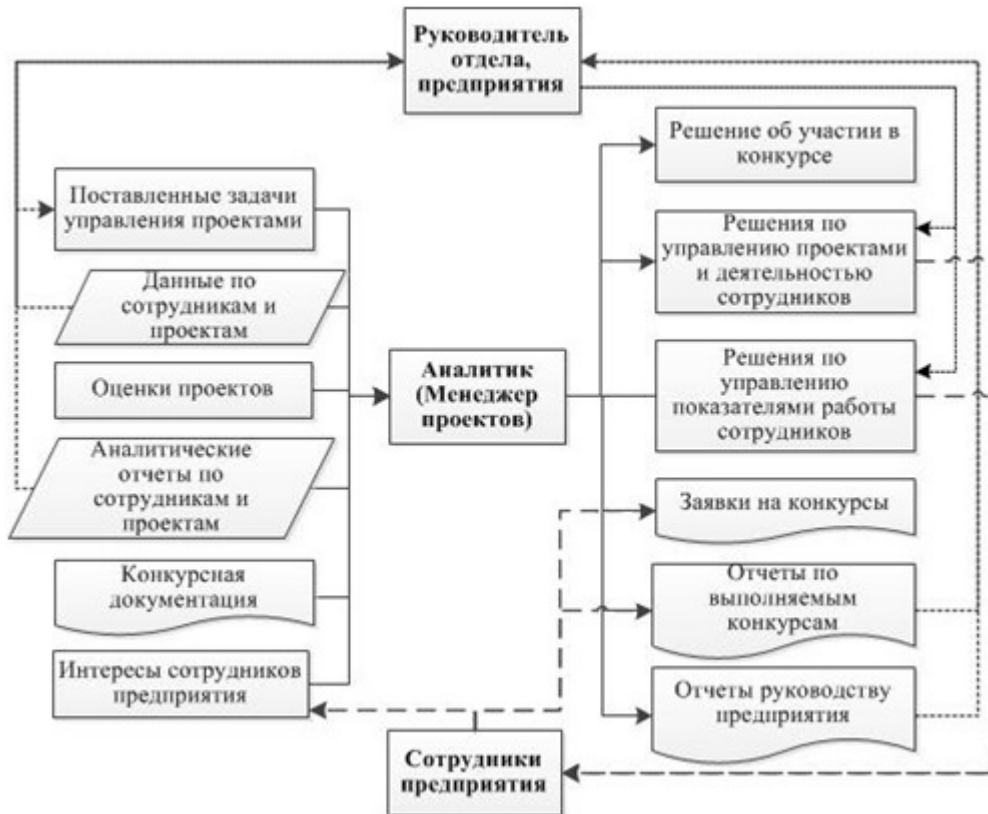 Руководитель
отдела,
предприятия
Поставленные задачи
управления проектами
Данные по
сотрудникам и
проектам
Оценки проектов
Аналитические
отчеты по
сотрудникам и
проектам
Конкурсная
документация
Интересы сотрудников
предприятия
Аналитик
(Менеджер
проектов)
Сотрудники
предприятия
Решение об участии в
конкурсе
Решения по
управлению проектами
и деятельностью
сотрудников
Решения по
управлению
показателями работы
сотрудников
Заявки на конкурсы
Отчеты по
выполняемым
конкурсам
Отчеты руководству
предприятия